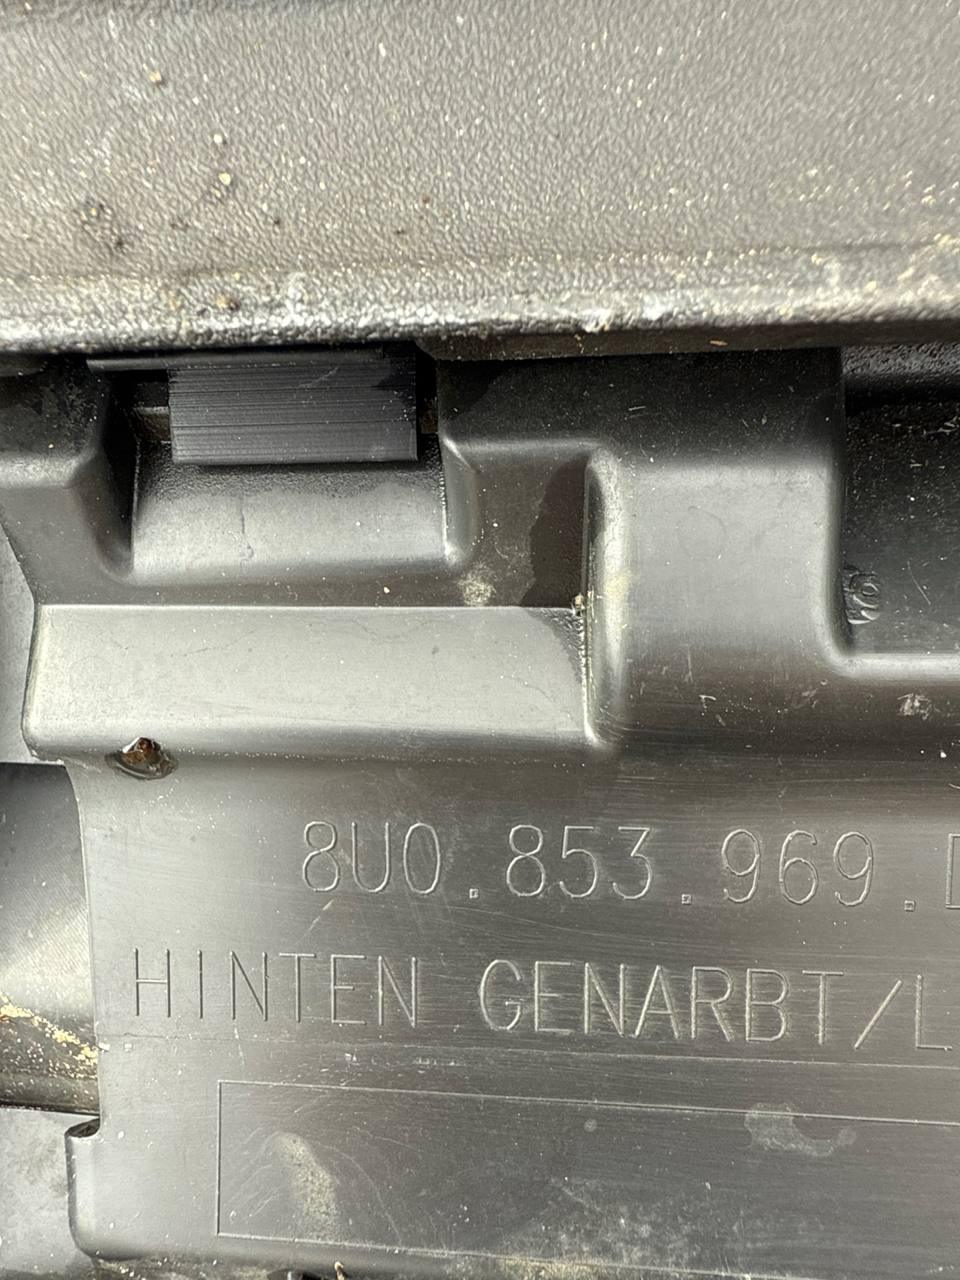 8U0.853.969.D
HINTEN GENARBT/L